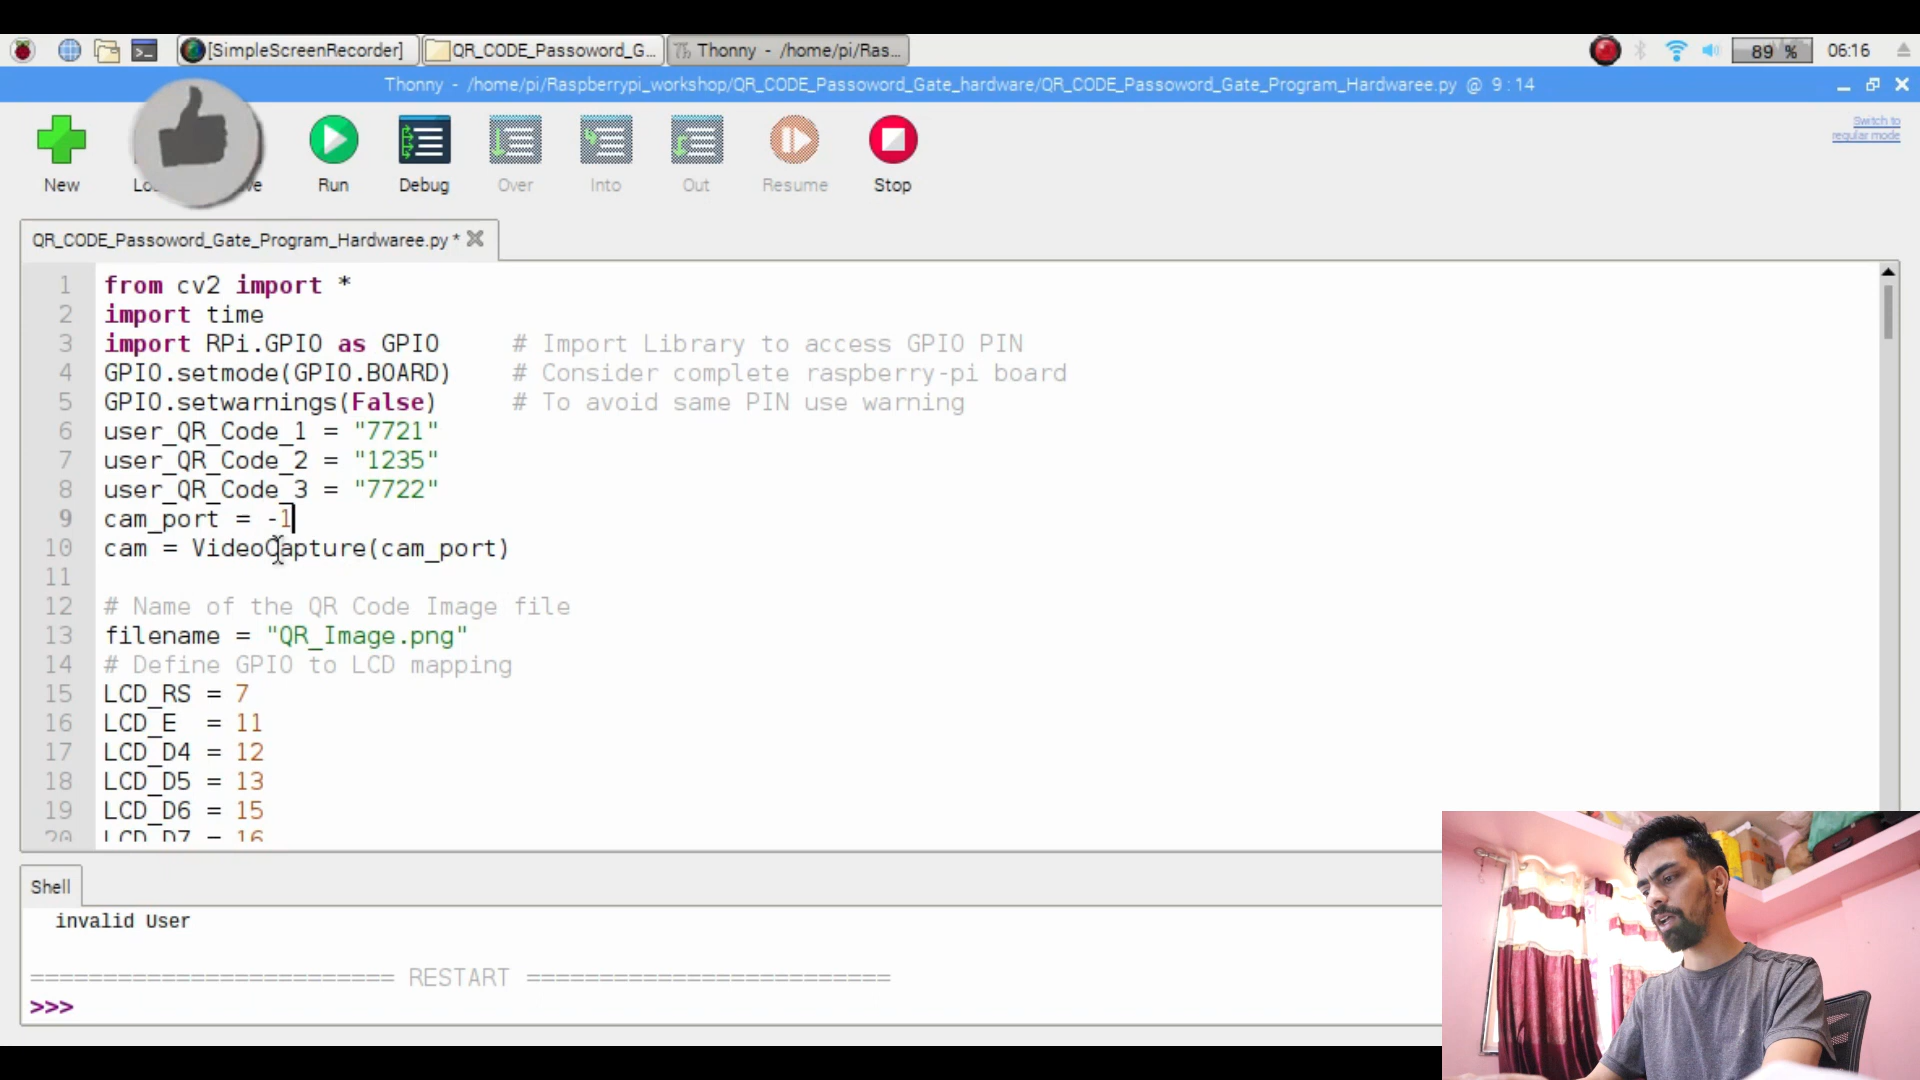 [SimpleScreenRecorder] QR_CODE_Passoword_G... Thonny - /home/pi/Ras... 89 % 06:16
Thonny - /home/pi/Raspberrypi_workshop/QR_CODE_Passoword_Gate_hardware/QR_CODE_Passoword_Gate_Program_Hardwaree.py @ 9:14
Switch to
regular mode
New Run Debug Over Into Out Resume Stop
QR_CODE_Passoword_Gate_Program_Hardwaree.py *
1 from cv2 import *
2 import time
3 import RPi.GPIO as GPIO # Import Library to access GPIO PIN
4 GPIO.setmode(GPIO.BOARD) # Consider complete raspberry-pi board
5 GPIO.setwarnings(False) # To avoid same PIN use warning
6 user_QR_Code_1 = "7721"
7 user_QR_Code_2 = "1235"
8 user_QR_Code_3 = "7722"
9 cam_port = -1
10 cam = VideoCapture(cam_port)
11
12 # Name of the QR Code Image file
13 filename = "QR_Image.png"
14 # Define GPIO to LCD mapping
15 LCD_RS = 7
16 LCD_E = 11
17 LCD_D4 = 12
18 LCD_D5 = 13
19 LCD_D6 = 15
20 LCD_D7 = 16
Shell
invalid User
========================= RESTART =========================
>>>